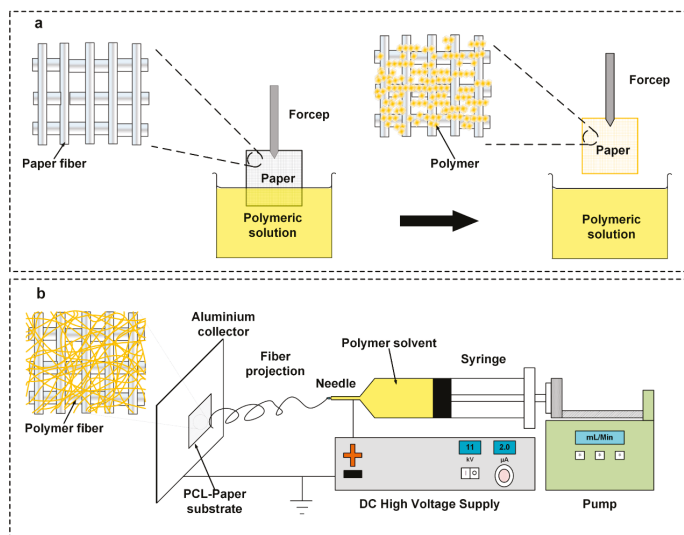 a
Paper fiber
Forcep
Paper
Polymeric
solution
Polymer
Forcep
Paper
Polymeric
solution
b
Aluminium
collector
Fiber
projection
Needle
Polymer solvent
Syringe
Polymer fiber
PCL-Paper
substrate
11
kV
2.0
µA
DC High Voltage Supply
mL/Min
Pump